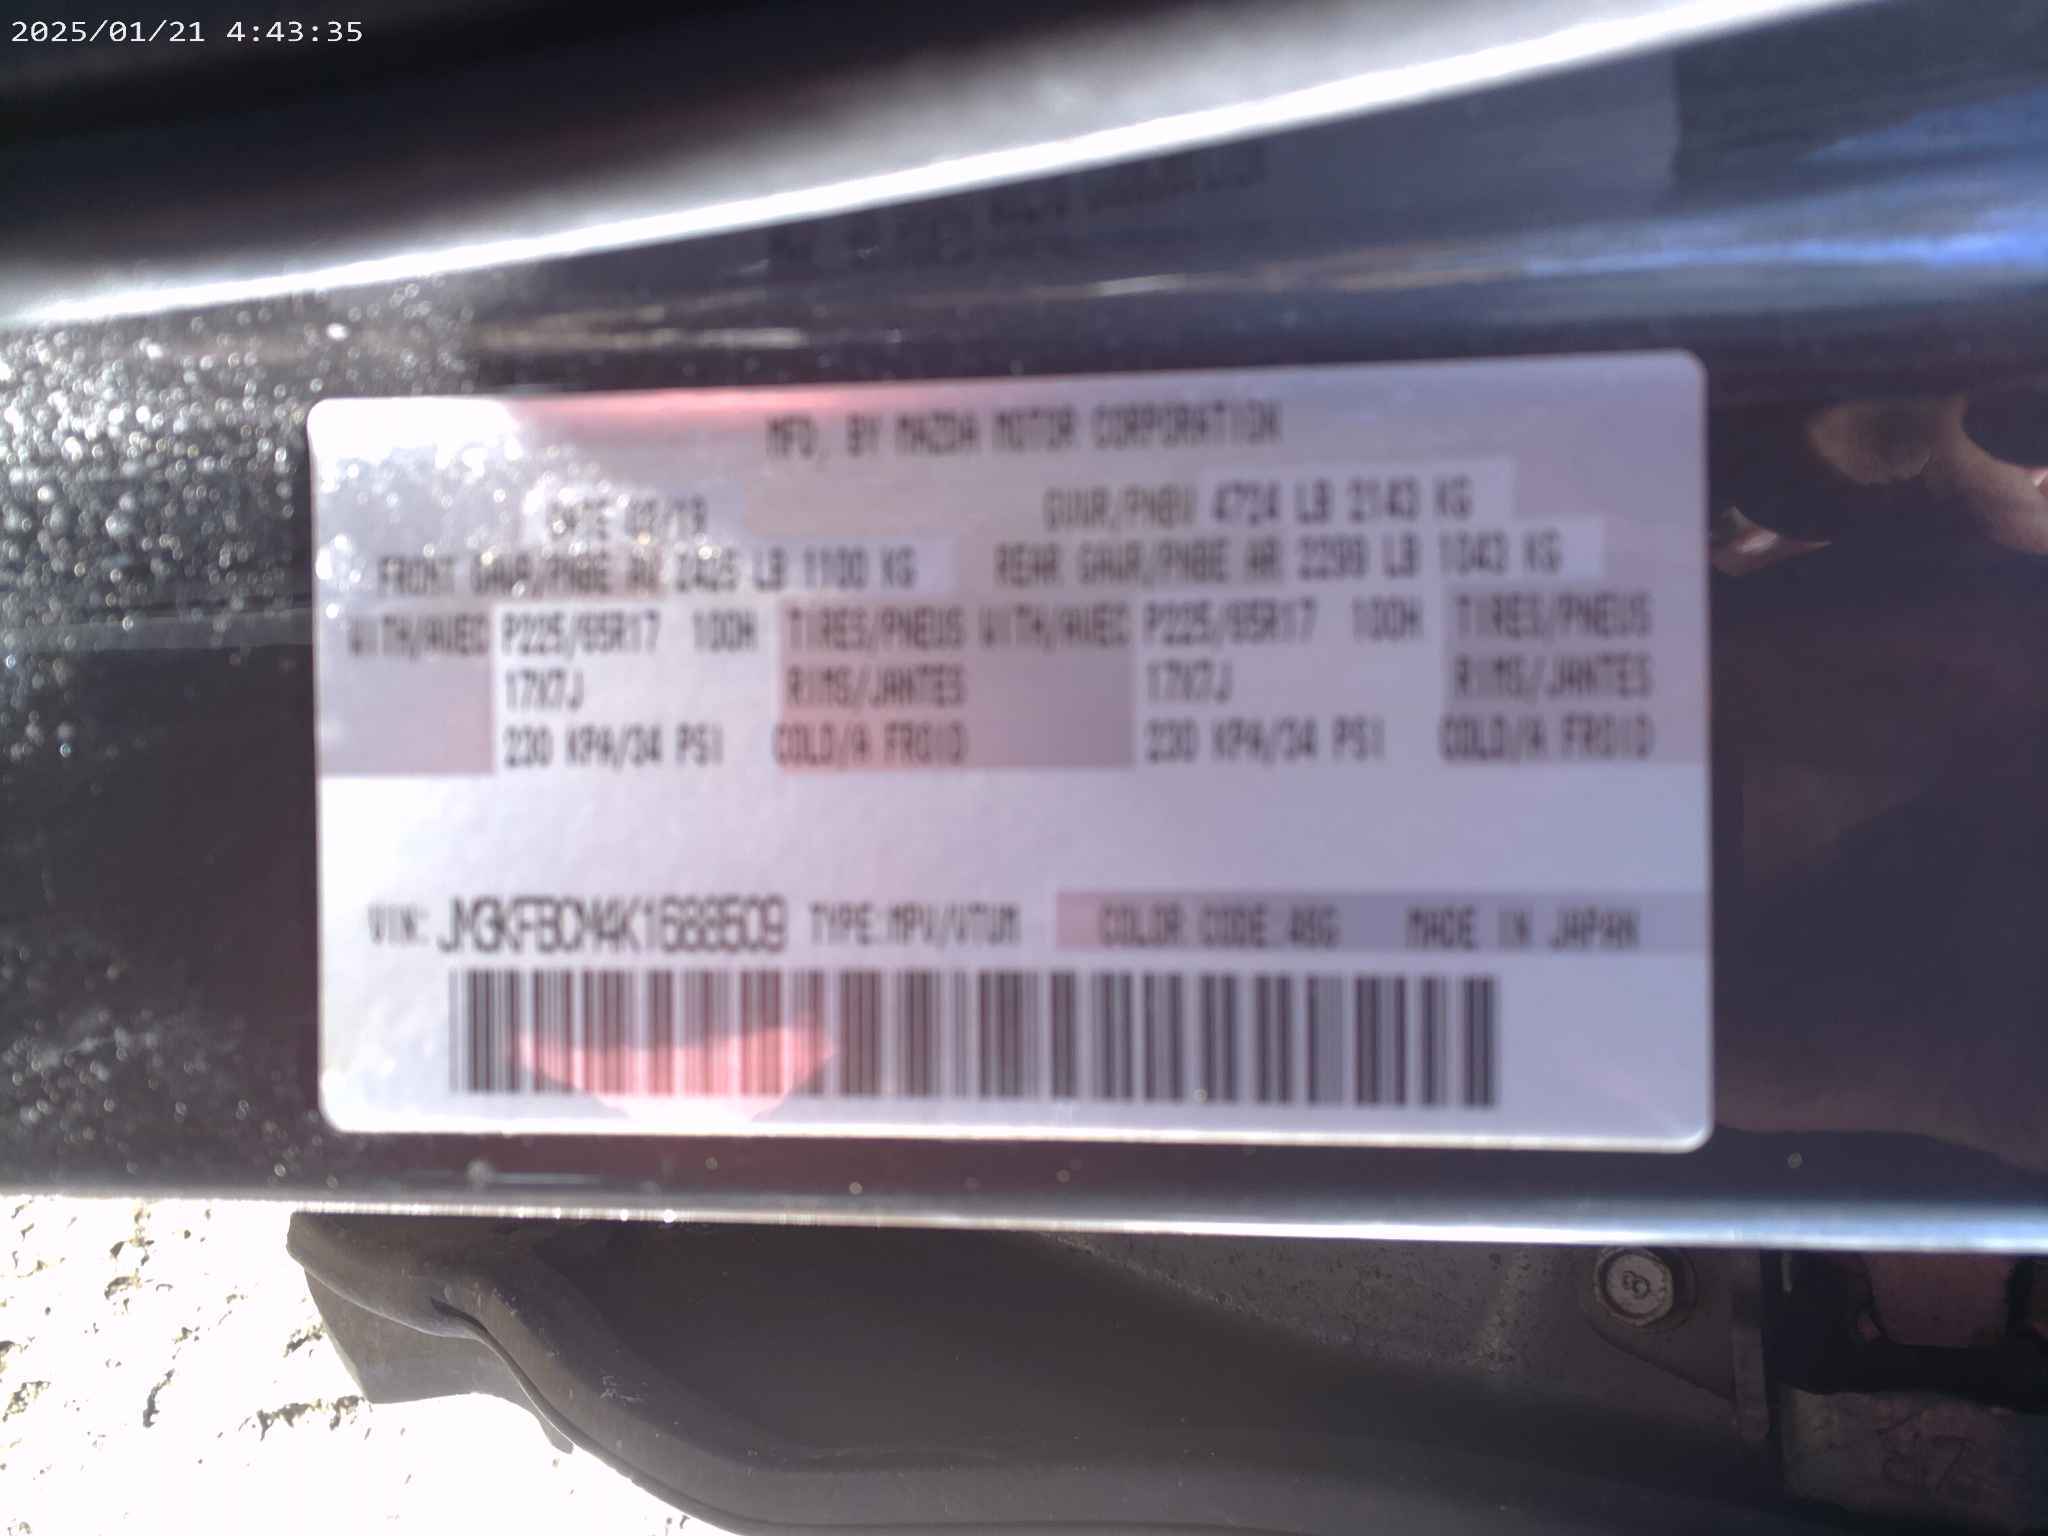 2025/01/21 4:43:35
MFD. BY MAZDA MOTOR CORPORATION
DATE GVWR/PNBV 4724 LB 2143 KG
FRONT GAWR/PNBE AV 2425 LB 1100 KG REAR GAWR/PNBE AR 2299 LB 1043 KG
WITH/AVEC P225/65R17 100H TIRES/PNEUS WITH/AVEC P225/65R17 100H TIRES/PNEUS
17X7J RIMS/JANTES 17X7J RIMS/JANTES
230 KPA/34 PSI COLD/A FROID 230 KPA/34 PSI COLD/A FROID
VIN: JM3KFBCM4K1688509 TYPE:MPV/VTUM COLOR CODE:46G MADE IN JAPAN
8